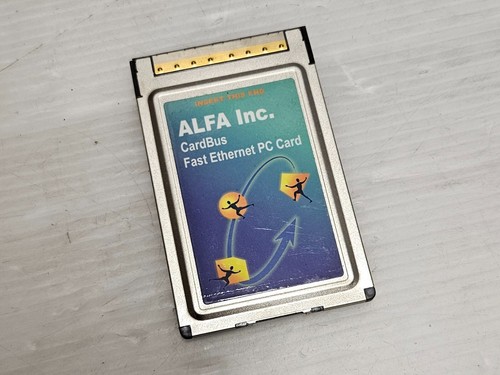 INSERT THIS END
ALFA Inc.
CardBus
Fast Ethernet PC Card